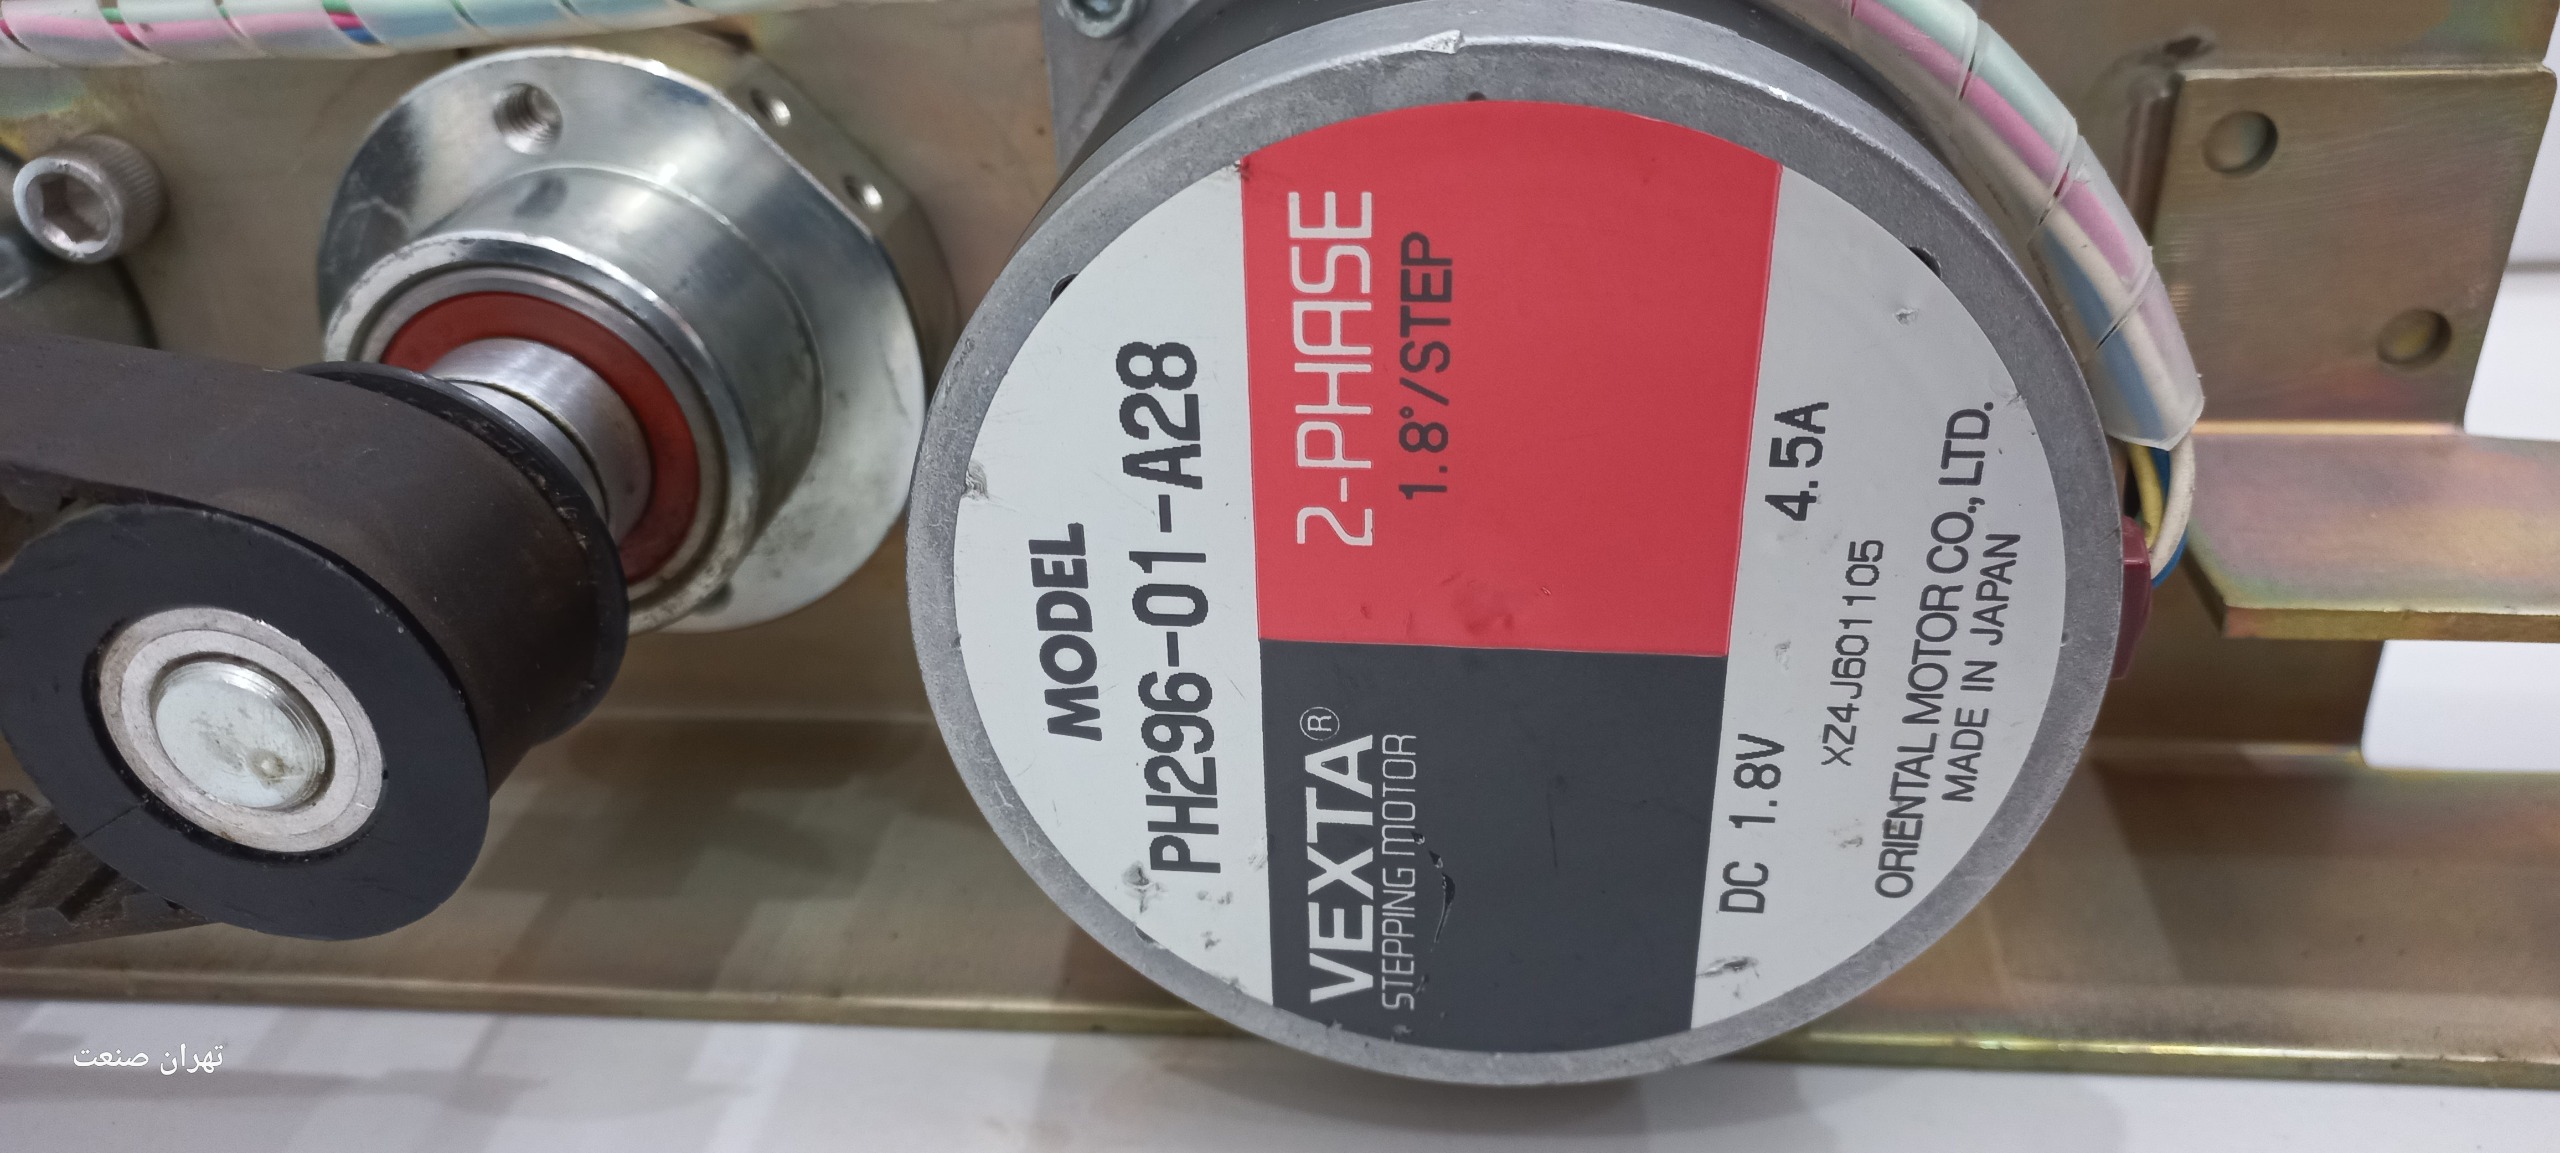 MODEL
PH296-01-A28
VEXTA® 2-PHASE
STEPPING MOTOR 1.8°/STEP
DC 1.8V 4.5A
XZ4J601105
ORIENTAL MOTOR CO., LTD.
MADE IN JAPAN
تهران صنعت